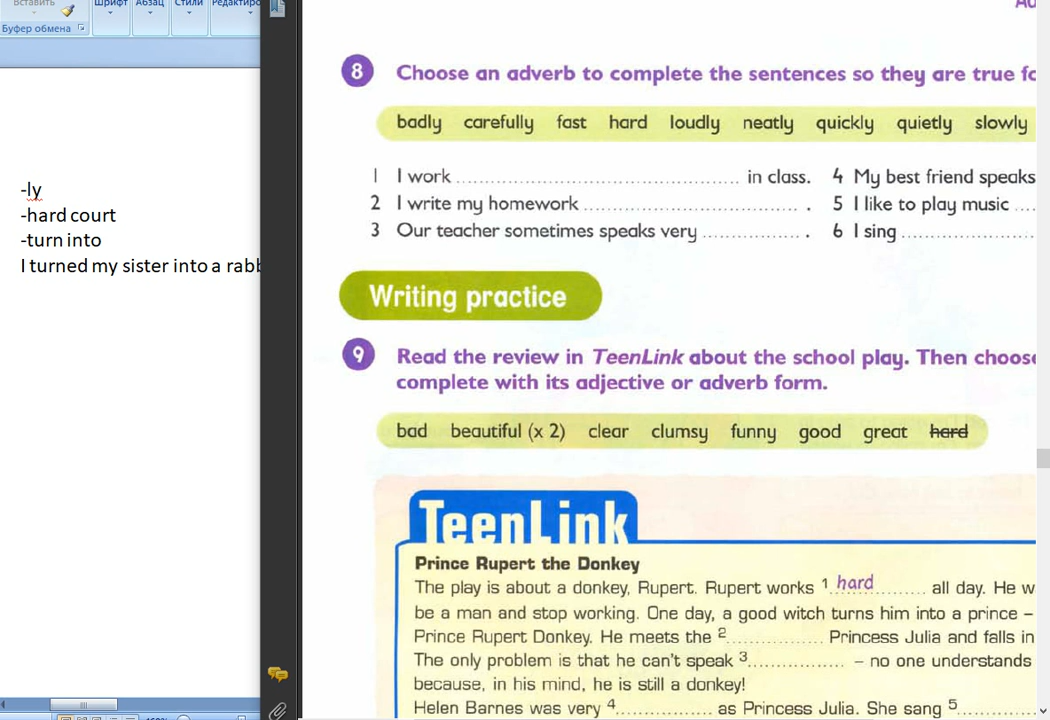 Вставить
Шрифт Абзац Стили Редактиро
Буфер обмена
-ly
-hard court
-turn into
I turned my sister into a rabb
8 Choose an adverb to complete the sentences so they are true fo
badly carefully fast hard loudly neatly quickly quietly slowly
1 I work ........................................ in class. 4 My best friend speaks
2 I write my homework ........................................ . 5 I like to play music ....
3 Our teacher sometimes speaks very .................. . 6 I sing ........................
Writing practice
9 Read the review in TeenLink about the school play. Then choose
complete with its adjective or adverb form.
bad beautiful (x 2) clear clumsy funny good great hard
TeenLink
Prince Rupert the Donkey
The play is about a donkey, Rupert. Rupert works 1 hard ........ all day. He w
be a man and stop working. One day, a good witch turns him into a prince –
Prince Rupert Donkey. He meets the 2 ................ Princess Julia and falls in
The only problem is that he can't speak 3 ................ – no one understands
because, in his mind, he is still a donkey!
Helen Barnes was very 4 ................ as Princess Julia. She sang 5 ............